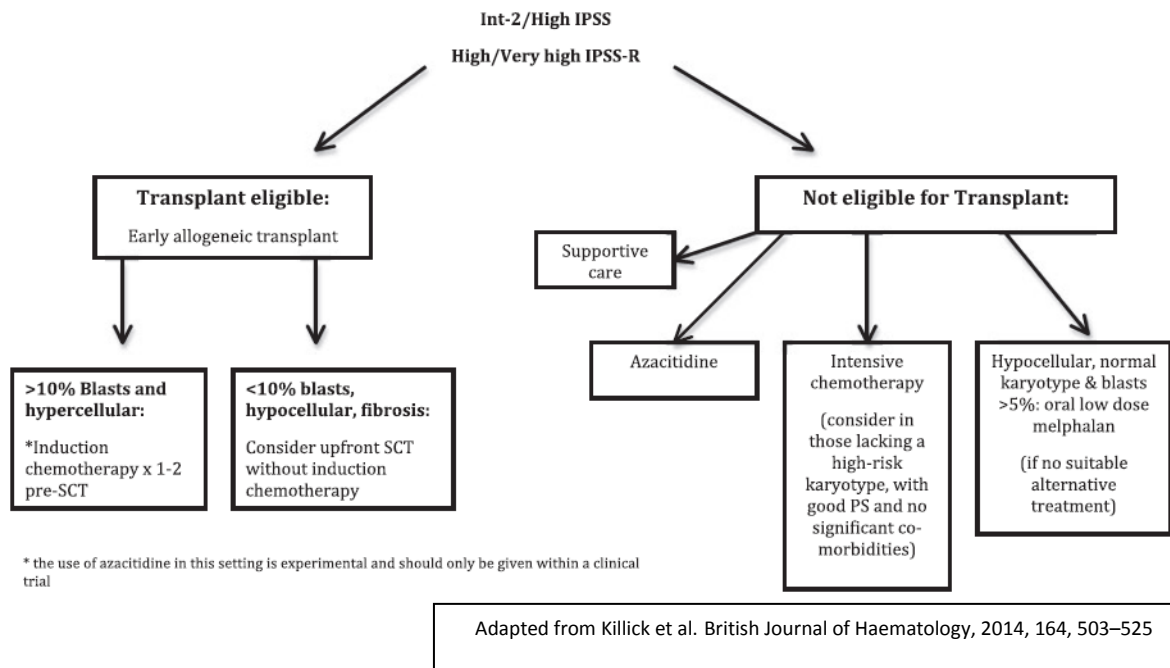 Int-2/High IPSS
High/Very high IPSS-R
Transplant eligible:
Early allogeneic transplant
Not eligible for Transplant:
Supportive
care
>10% Blasts and
hypercellular:
*Induction
chemotherapy x 1-2
pre-SCT
<10% blasts,
hypocellular, fibrosis:
Consider upfront SCT
without induction
chemotherapy
Azacitidine
Intensive
chemotherapy
(consider in
those lacking a
high-risk
karyotype, with
good PS and no
significant co-
morbidities)
Hypocellular, normal
karyotype & blasts
>5%: oral low dose
melphalan
(if no suitable
alternative
treatment)
* the use of azacitidine in this setting is experimental and should only be given within a clinical
trial
Adapted from Killick et al. British Journal of Haematology, 2014, 164, 503–525